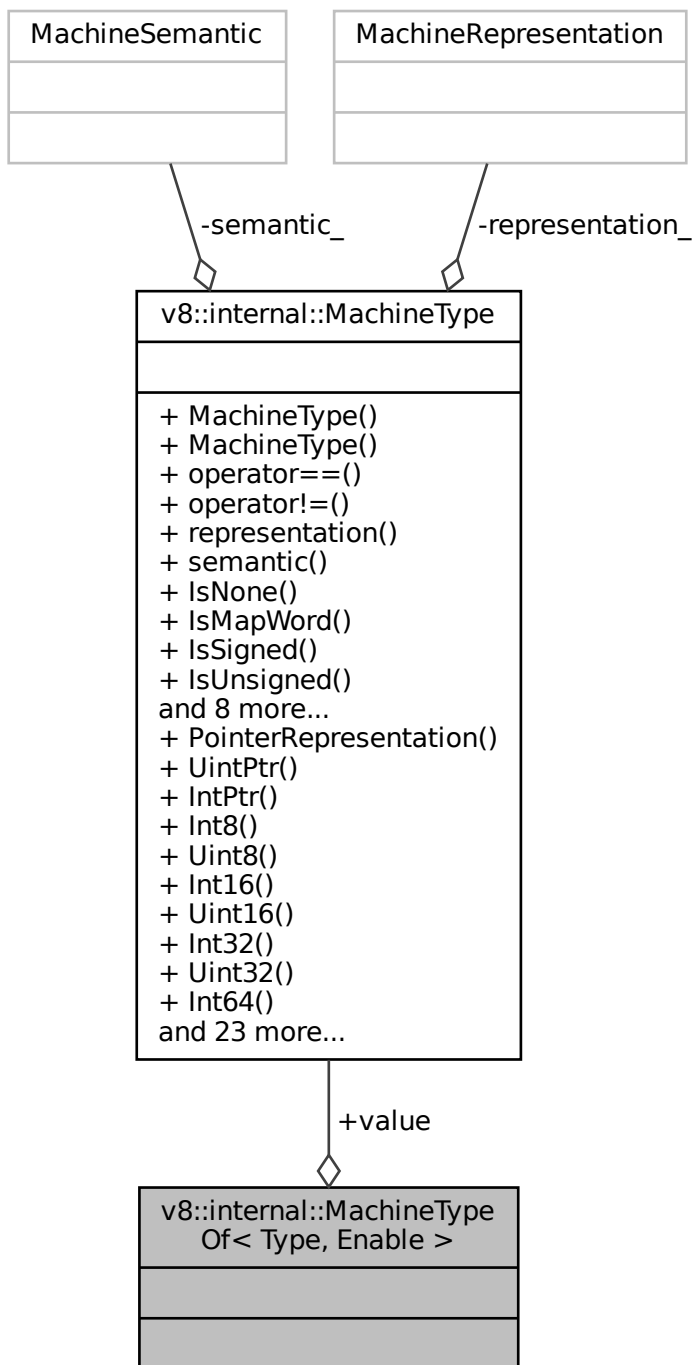 MachineSemantic
MachineRepresentation
-semantic_
-representation_
v8::internal::MachineType
+ MachineType()
+ MachineType()
+ operator==()
+ operator!=()
+ representation()
+ semantic()
+ IsNone()
+ IsMapWord()
+ IsSigned()
+ IsUnsigned()
and 8 more...
+ PointerRepresentation()
+ UintPtr()
+ IntPtr()
+ Int8()
+ Uint8()
+ Int16()
+ Uint16()
+ Int32()
+ Uint32()
+ Int64()
and 23 more...
+value
v8::internal::MachineType
Of< Type, Enable >